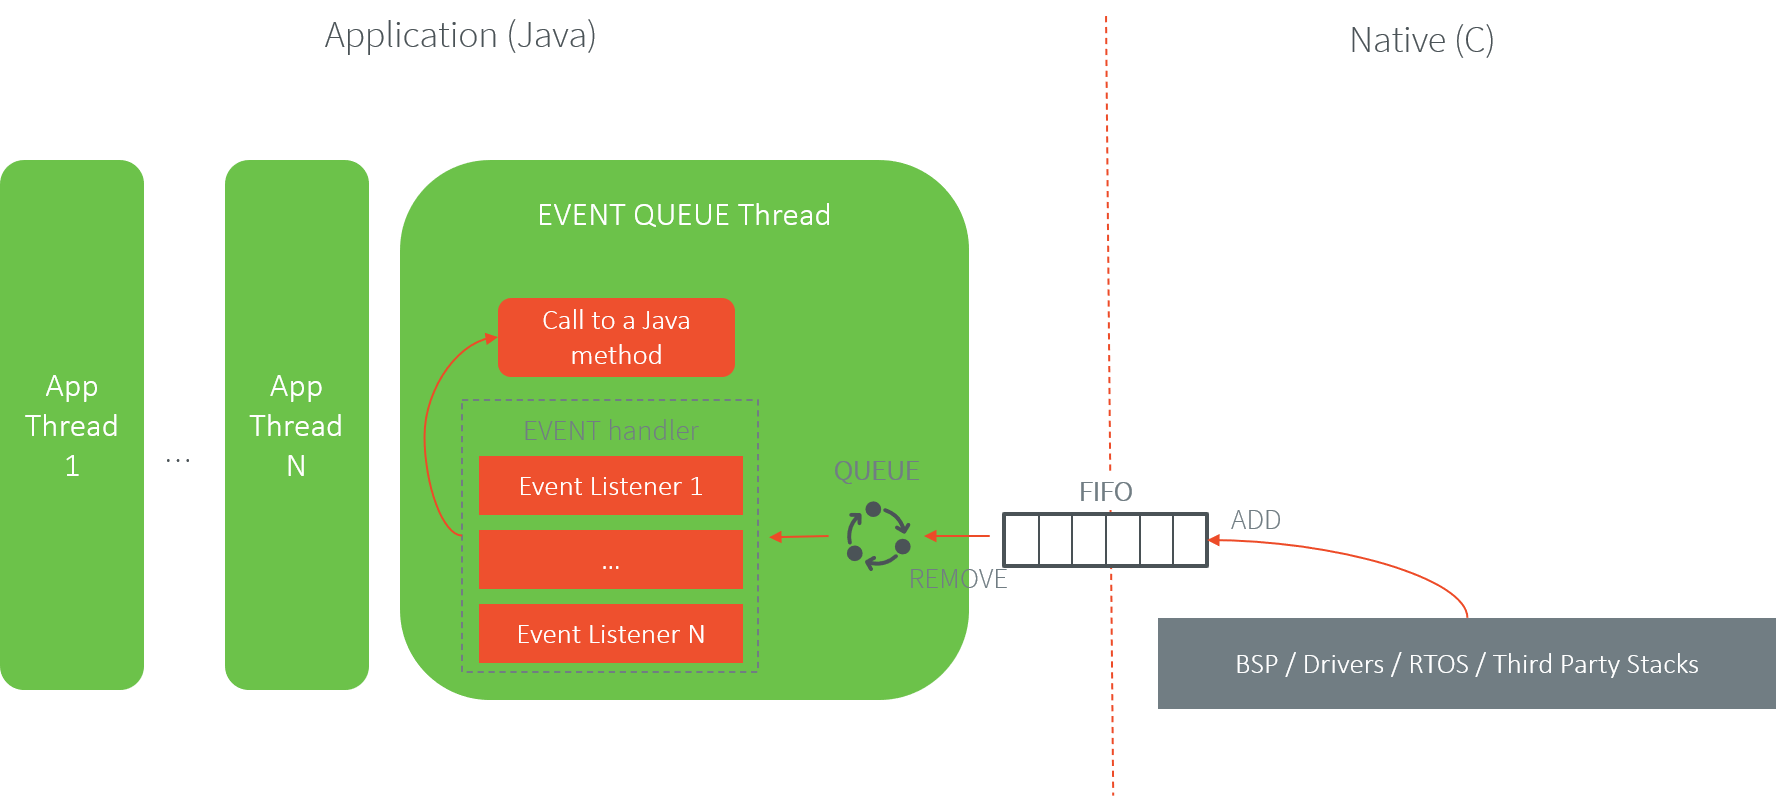 Application (Java)
Native (C)
EVENT QUEUE Thread
Call to a Java
method
App
Thread
1
...
App
Thread
N
EVENT handler
Event Listener 1
...
Event Listener N
QUEUE
REMOVE
FIFO
ADD
BSP / Drivers / RTOS / Third Party Stacks